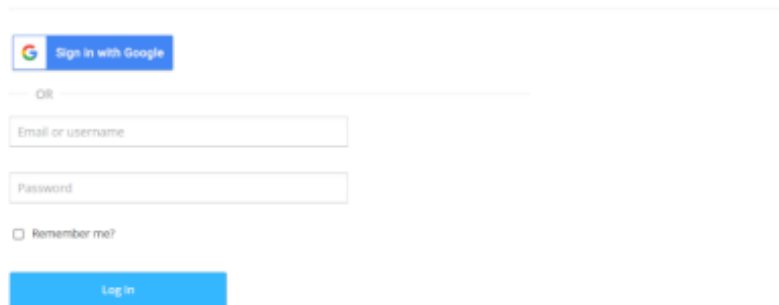 Sign in with Google
OR
Email or username
Password
Remember me?
Log In